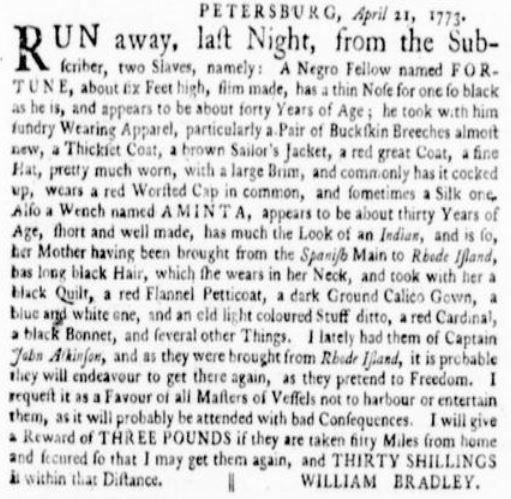 PETERSBURG, April 21, 1773.
RUN away, laſt Night, from the Sub-
ſcriber, two Slaves, namely: A Negro Fellow named FOR-
TUNE, about ſix Feet high, ſlim made, has a thin Noſe for one ſo black
as he is, and appears to be about forty Years of Age; he took with him
ſundry Wearing Apparel, particularly a Pair of Buckſkin Breeches almoſt
new, a Thickſet Coat, a brown Sailor's Jacket, a red great Coat, a fine
Hat, pretty much worn, with a large Brim, and commonly has it cocked
up, wears a red Worſted Cap in common, and ſometimes a Silk one.
Alſo a Wench named AMINTA, appears to be about thirty Years of
Age, ſhort and well made, has much the Look of an Indian, and is ſo,
her Mother having been brought from the Spaniſh Main to Rhode Iſland,
has long black Hair, which ſhe wears in her Neck, and took with her a
black Quilt, a red Flannel Petticoat, a dark Ground Calico Gown, a
blue and white one, and an old light coloured Stuff ditto, a red Cardinal,
a black Bonnet, and ſeveral other Things. I lately had them of Captain
John Atkinſon, and as they were brought from Rhode Iſland, it is probable
they will endeavour to get there again, as they pretend to Freedom. I
requeſt it as a Favour of all Maſters of Veſſels not to harbour or entertain
them, as it will probably be attended with bad Conſequences. I will give
a Reward of THREE POUNDS if they are taken fifty Miles from home
and ſecured ſo that I may get them again, and THIRTY SHILLINGS
if within that Diſtance. || WILLIAM BRADLEY.